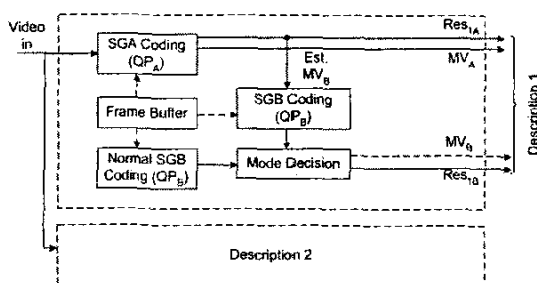 Video
in
SGA Coding
(QP_A)
Res_1A
MV_A
Est.
MV_B
Frame Buffer
SGB Coding
(QP_B)
Normal SGB
Coding (QP_B)
Mode Decision
MV_B
Res_1B
Description 1
Description 2